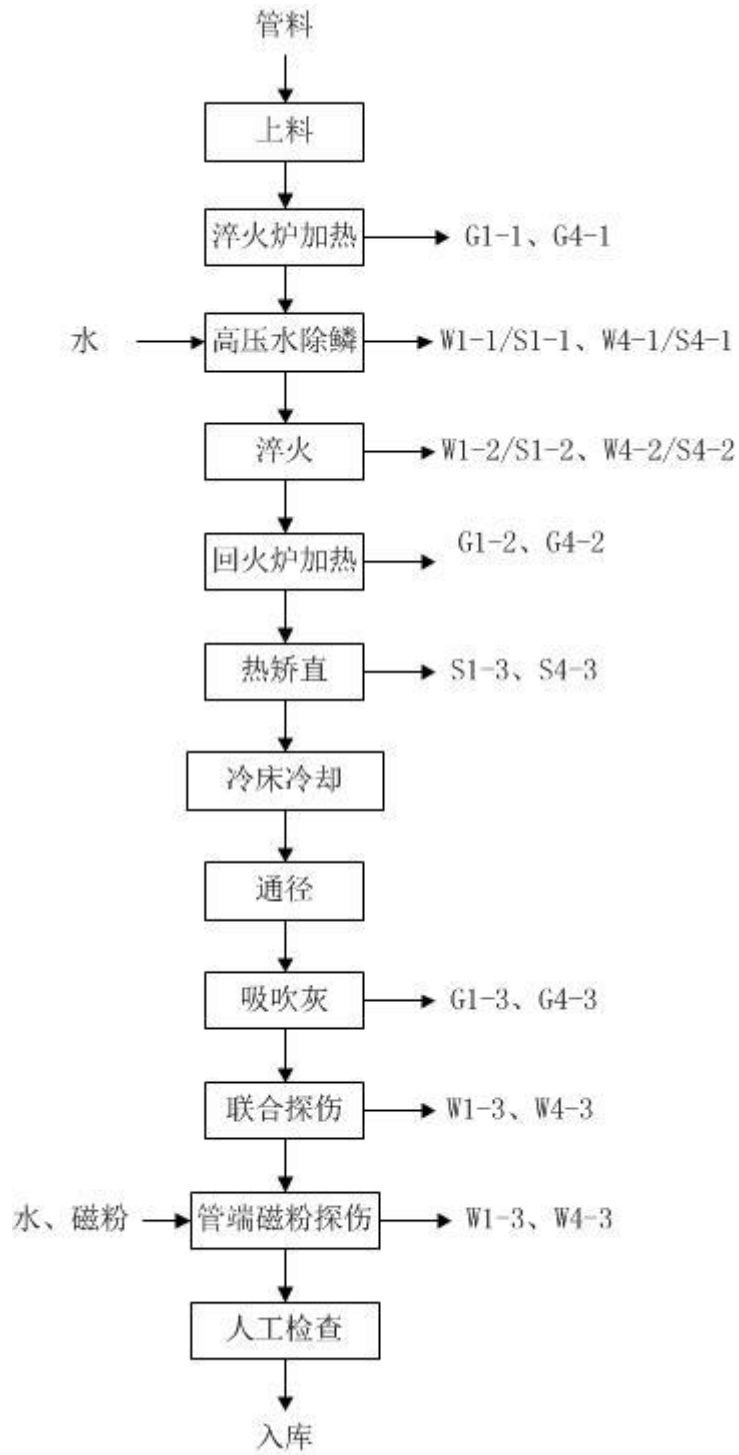 管料
上料
淬火炉加热
G1-1、G4-1
水
高压水除鳞
W1-1/S1-1、W4-1/S4-1
淬火
W1-2/S1-2、W4-2/S4-2
回火炉加热
G1-2、G4-2
热矫直
S1-3、S4-3
冷床冷却
通径
吸吹灰
G1-3、G4-3
联合探伤
W1-3、W4-3
水、磁粉
管端磁粉探伤
W1-3、W4-3
人工检查
入库